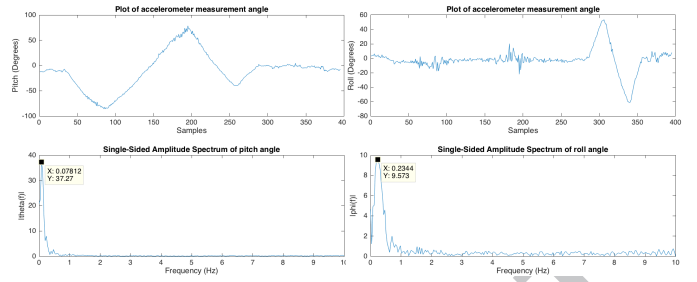 Plot of accelerometer measurement angle
Pitch (Degrees)
100
50
0
-50
-100
0 50 100 150 200 250 300 350 400
Samples
Plot of accelerometer measurement angle
Roll (Degrees)
60
40
20
0
-20
-40
-60
-80
0 50 100 150 200 250 300 350 400
Samples
Single-Sided Amplitude Spectrum of pitch angle
|theta(f)|
40
30
20
10
0
X: 0.07812
Y: 37.27
0 1 2 3 4 5 6 7 8 9 10
Frequency (Hz)
Single-Sided Amplitude Spectrum of roll angle
|phi(f)|
10
8
6
4
2
0
X: 0.2344
Y: 9.573
0 1 2 3 4 5 6 7 8 9 10
Frequency (Hz)